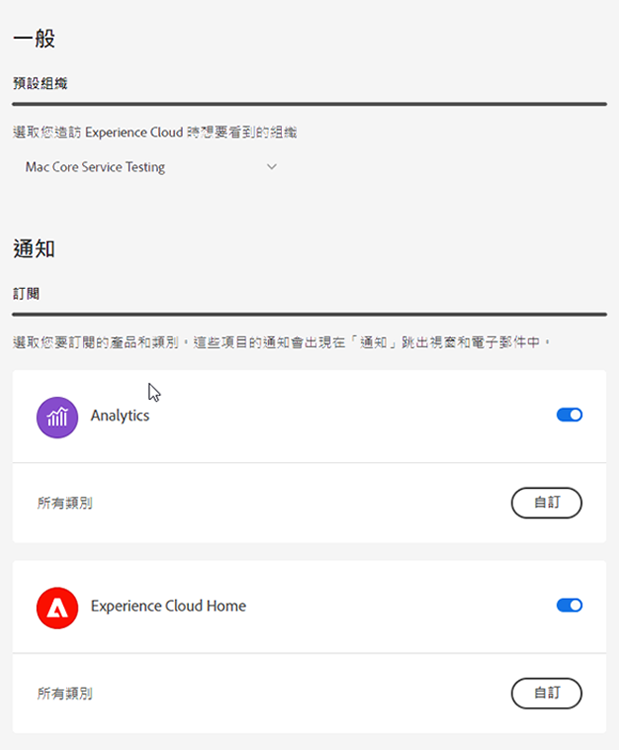 一般
預設組織
選取您造訪 Experience Cloud 時想要看到的組織
Mac Core Service Testing
通知
訂閱
選取您要訂閱的產品和類別。這些項目的通知會出現在「通知」跳出視窗和電子郵件中。
Analytics
所有類別
自訂
Experience Cloud Home
所有類別
自訂